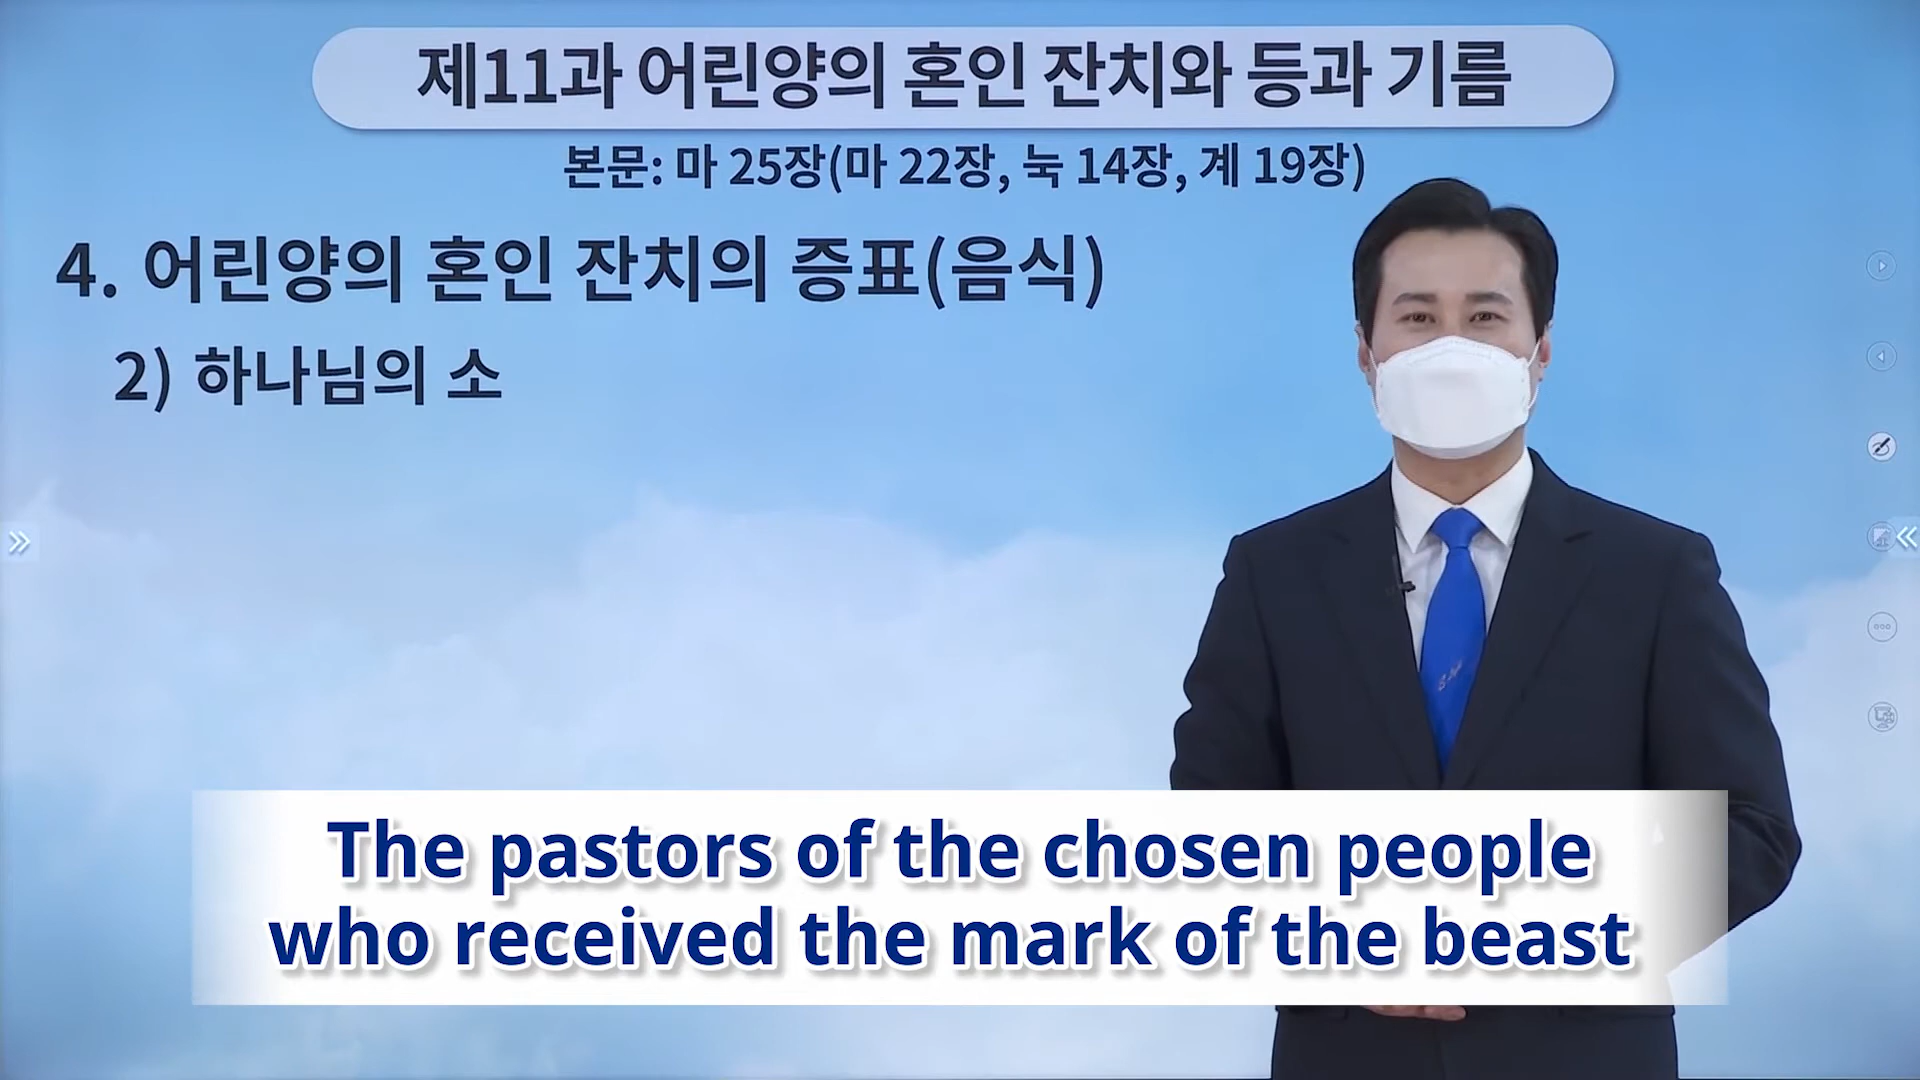 제11과 어린양의 혼인 잔치와 등과 기름
본문: 마 25장(마 22장, 눅 14장, 계 19장)
4. 어린양의 혼인 잔치의 증표(음식)
2) 하나님의 소
The pastors of the chosen people
who received the mark of the beast